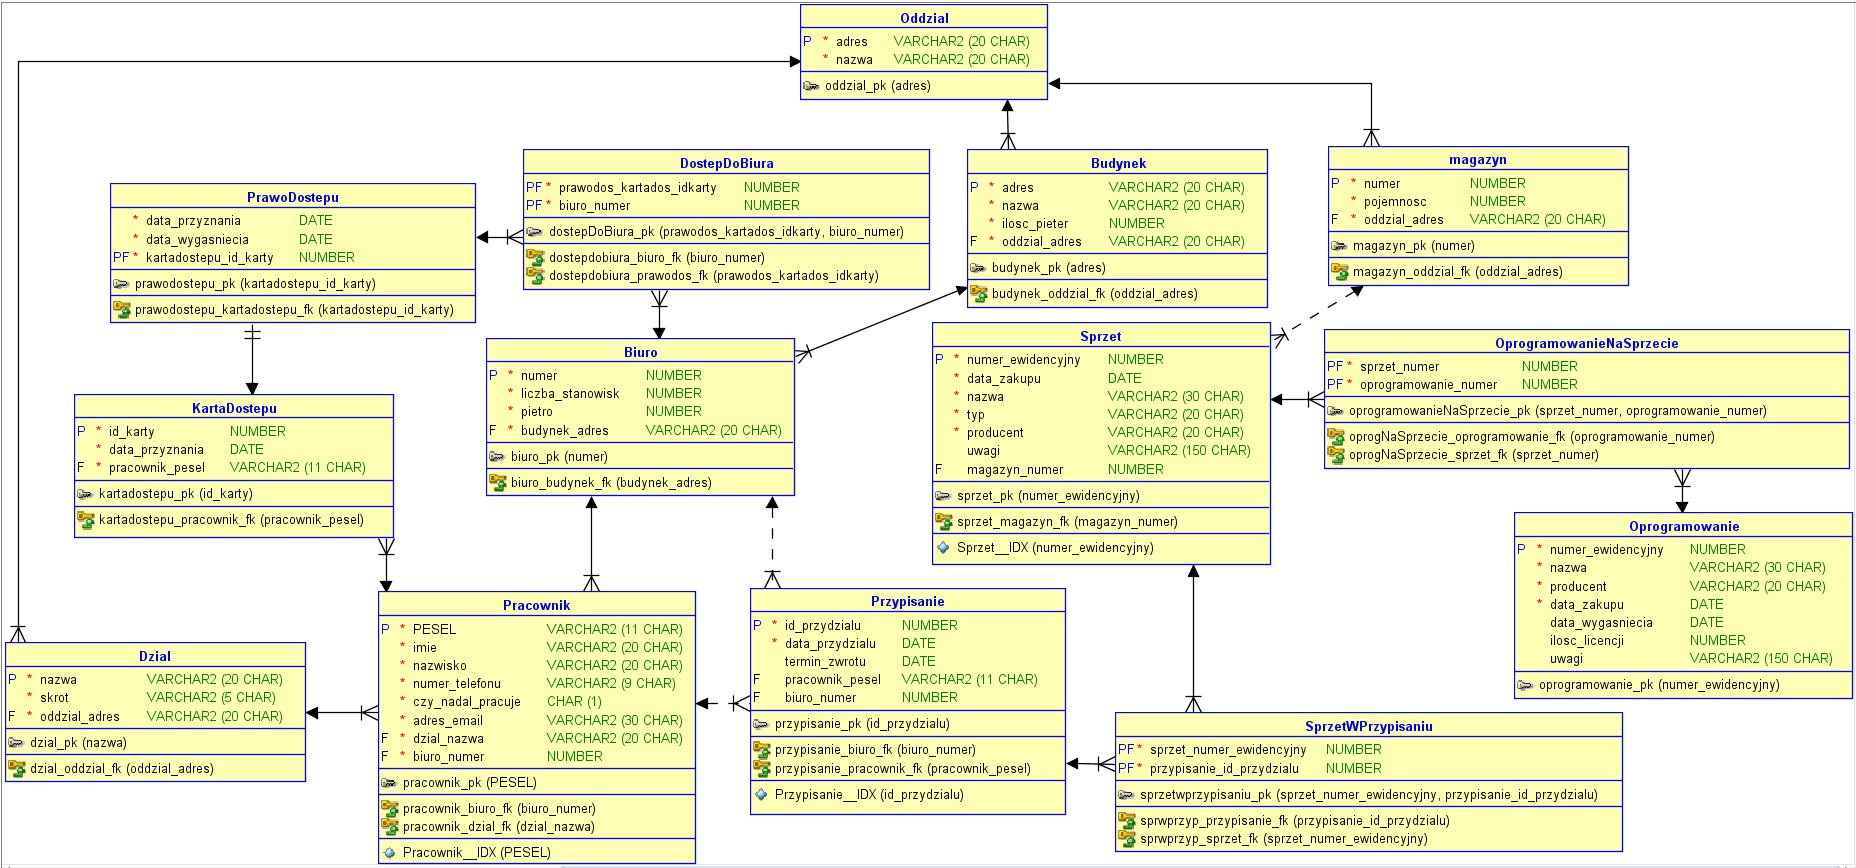 Oddzial
P * adres VARCHAR2 (20 CHAR)
* nazwa VARCHAR2 (20 CHAR)
oddzial_pk (adres)
DostepDoBiura
PF * prawodos_kartados_idkarty NUMBER
PF * biuro_numer NUMBER
dostepDoBiura_pk (prawodos_kartados_idkarty, biuro_numer)
dostepdobiura_biuro_fk (biuro_numer)
dostepdobiura_prawodos_fk (prawodos_kartados_idkarty)
Budynek
P * adres VARCHAR2 (20 CHAR)
* nazwa VARCHAR2 (20 CHAR)
* ilosc_pieter NUMBER
F * oddzial_adres VARCHAR2 (20 CHAR)
budynek_pk (adres)
budynek_oddzial_fk (oddzial_adres)
magazyn
P * numer NUMBER
* pojemnosc NUMBER
F * oddzial_adres VARCHAR2 (20 CHAR)
magazyn_pk (numer)
magazyn_oddzial_fk (oddzial_adres)
PrawoDostepu
* data_przyznania DATE
* data_wygasniecia DATE
PF * kartadostepu_id_karty NUMBER
prawodostepu_pk (kartadostepu_id_karty)
prawodostepu_kartadostepu_fk (kartadostepu_id_karty)
Biuro
P * numer NUMBER
* liczba_stanowisk NUMBER
* pietro NUMBER
F * budynek_adres VARCHAR2 (20 CHAR)
biuro_pk (numer)
biuro_budynek_fk (budynek_adres)
Sprzet
P * numer_ewidencyjny NUMBER
* data_zakupu DATE
* nazwa VARCHAR2 (30 CHAR)
* typ VARCHAR2 (20 CHAR)
* producent VARCHAR2 (20 CHAR)
uwagi VARCHAR2 (150 CHAR)
F magazyn_numer NUMBER
sprzet_pk (numer_ewidencyjny)
sprzet_magazyn_fk (magazyn_numer)
Sprzet__IDX (numer_ewidencyjny)
OprogramowanieNaSprzecie
PF * sprzet_numer NUMBER
PF * oprogramowanie_numer NUMBER
oprogramowanieNaSprzecie_pk (sprzet_numer, oprogramowanie_numer)
oprogNaSprzecie_oprogramowanie_fk (oprogramowanie_numer)
oprogNaSprzecie_sprzet_fk (sprzet_numer)
KartaDostepu
P * id_karty NUMBER
* data_przyznania DATE
F * pracownik_pesel VARCHAR2 (11 CHAR)
kartadostepu_pk (id_karty)
kartadostepu_pracownik_fk (pracownik_pesel)
Oprogramowanie
P * numer_ewidencyjny NUMBER
* nazwa VARCHAR2 (30 CHAR)
* producent VARCHAR2 (20 CHAR)
* data_zakupu DATE
data_wygasniecia DATE
ilosc_licencji NUMBER
uwagi VARCHAR2 (150 CHAR)
oprogramowanie_pk (numer_ewidencyjny)
Dzial
P * nazwa VARCHAR2 (20 CHAR)
* skrot VARCHAR2 (5 CHAR)
F * oddzial_adres VARCHAR2 (20 CHAR)
dzial_pk (nazwa)
dzial_oddzial_fk (oddzial_adres)
Pracownik
P * PESEL VARCHAR2 (11 CHAR)
* imie VARCHAR2 (20 CHAR)
* nazwisko VARCHAR2 (20 CHAR)
* numer_telefonu VARCHAR2 (9 CHAR)
* czy_nadal_pracuje CHAR (1)
* adres_email VARCHAR2 (30 CHAR)
F * dzial_nazwa VARCHAR2 (20 CHAR)
F * biuro_numer NUMBER
pracownik_pk (PESEL)
pracownik_biuro_fk (biuro_numer)
pracownik_dzial_fk (dzial_nazwa)
Pracownik__IDX (PESEL)
Przypisanie
P * id_przydzialu NUMBER
* data_przydzialu DATE
termin_zwrotu DATE
F pracownik_pesel VARCHAR2 (11 CHAR)
F biuro_numer NUMBER
przypisanie_pk (id_przydzialu)
przypisanie_biuro_fk (biuro_numer)
przypisanie_pracownik_fk (pracownik_pesel)
Przypisanie__IDX (id_przydzialu)
SprzetWPrzypisaniu
PF * sprzet_numer_ewidencyjny NUMBER
PF * przypisanie_id_przydzialu NUMBER
sprzetwprzypisaniu_pk (sprzet_numer_ewidencyjny, przypisanie_id_przydzialu)
sprwprzyp_przypisanie_fk (przypisanie_id_przydzialu)
sprwprzyp_sprzet_fk (sprzet_numer_ewidencyjny)